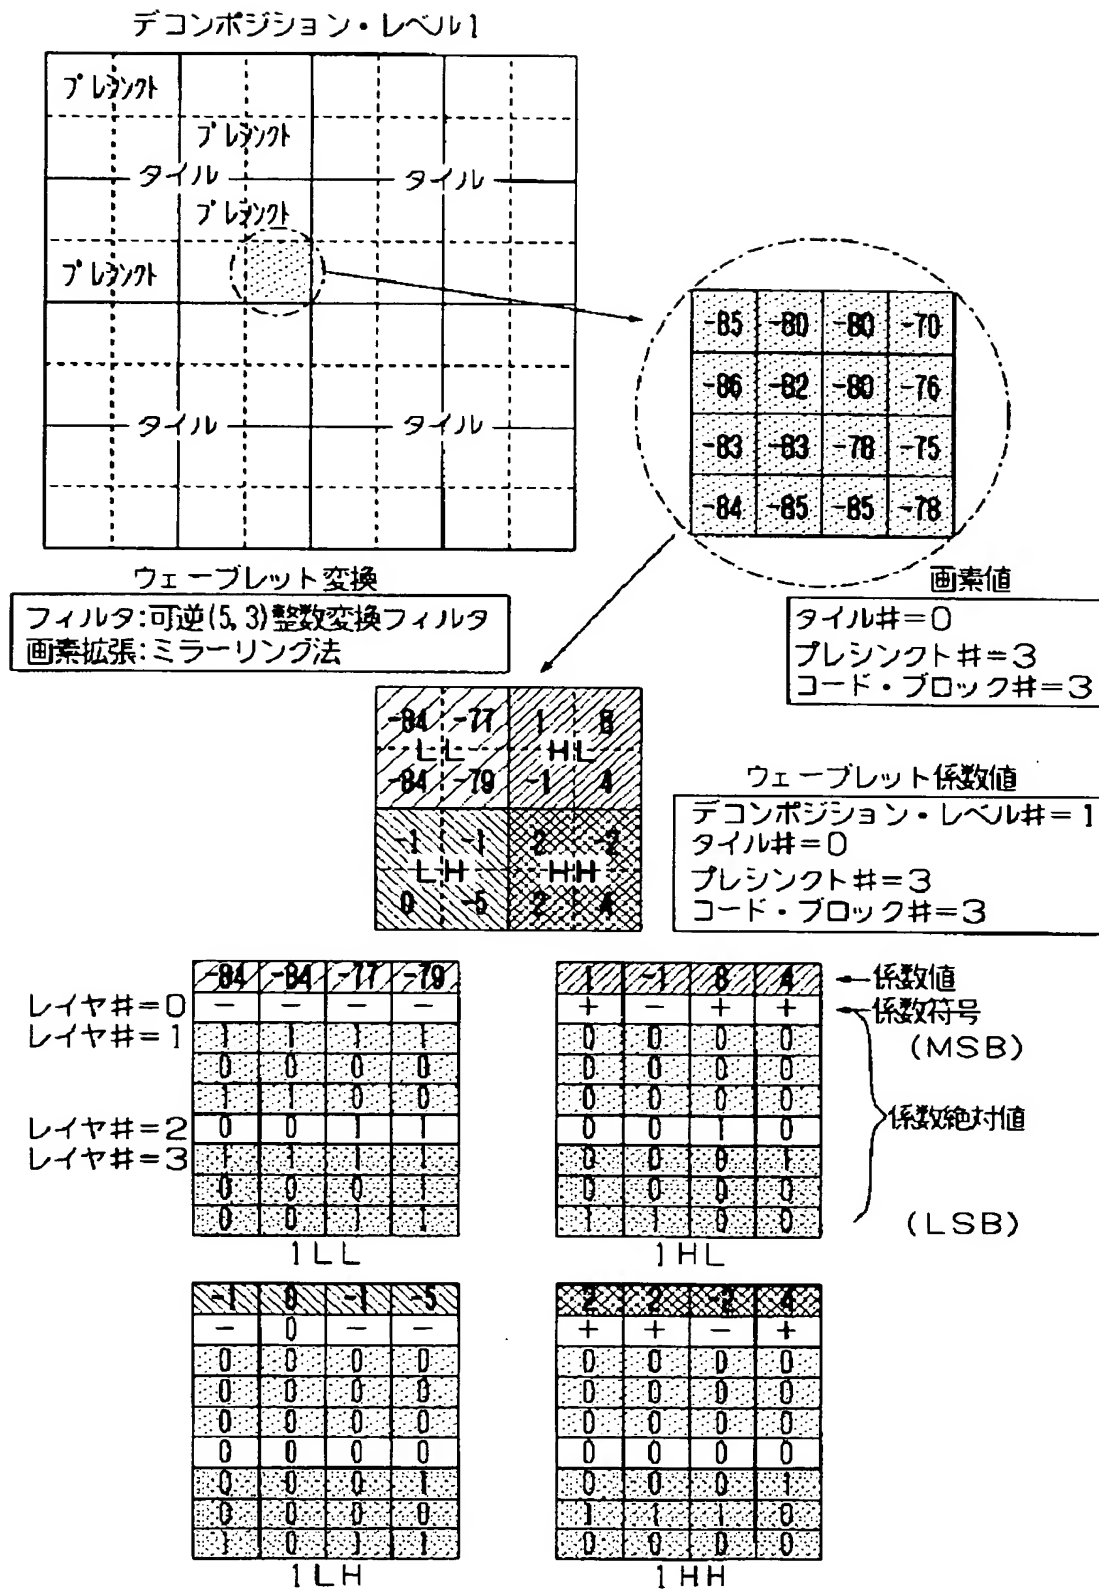 デコンポジション・レベル1
プレシンクト
プレシンクト
タイル タイル
プレシンクト
プレシンクト
タイル タイル
-85 -80 -80 -70
-86 -82 -80 -76
-83 -83 -78 -75
-84 -85 -85 -78
画素値
タイル#=0
プレシンクト#=3
コード・ブロック#=3
ウェーブレット変換
フィルタ:可逆(5,3)整数変換フィルタ
画素拡張:ミラーリング法
-84 -77 1 8
LL HL
-84 -79 -1 4
-1 -1 2 -2
LH HH
0 -5 2 4
ウェーブレット係数値
デコンポジション・レベル#=1
タイル#=0
プレシンクト#=3
コード・ブロック#=3
-84 -84 -77 -79
レイヤ#=0 - - - -
レイヤ#=1 1 1 1 1
0 0 0 0
1 1 0 0
レイヤ#=2 0 0 1 1
レイヤ#=3 1 1 1 1
0 0 0 1
0 0 1 1
1LL
1 -1 8 4 ←係数値
+ - + + ←係数符号
0 0 0 0 (MSB)
0 0 0 0
0 0 0 0
0 0 1 0 係数絶対値
0 0 0 1
0 0 0 0
1 1 0 0 (LSB)
1HL
-1 0 -1 -5
- 0 - -
0 0 0 0
0 0 0 0
0 0 0 0
0 0 0 0
0 0 0 1
0 0 0 0
1 0 1 1
1LH
2 2 -2 4
+ + - +
0 0 0 0
0 0 0 0
0 0 0 0
0 0 0 0
0 0 0 1
1 1 1 0
0 0 0 0
1HH